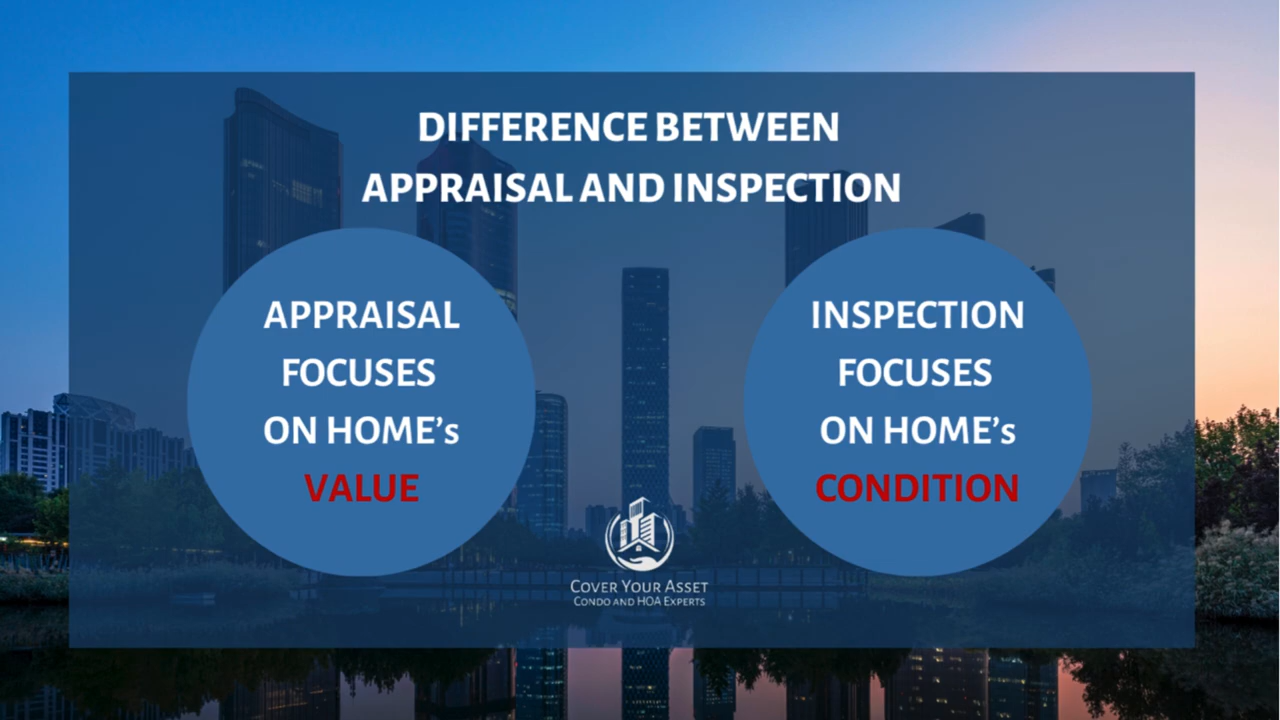 DIFFERENCE BETWEEN
APPRAISAL AND INSPECTION
APPRAISAL
FOCUSES
ON HOME’s
VALUE
INSPECTION
FOCUSES
ON HOME’s
CONDITION
COVER YOUR ASSET
CONDO AND HOA EXPERTS